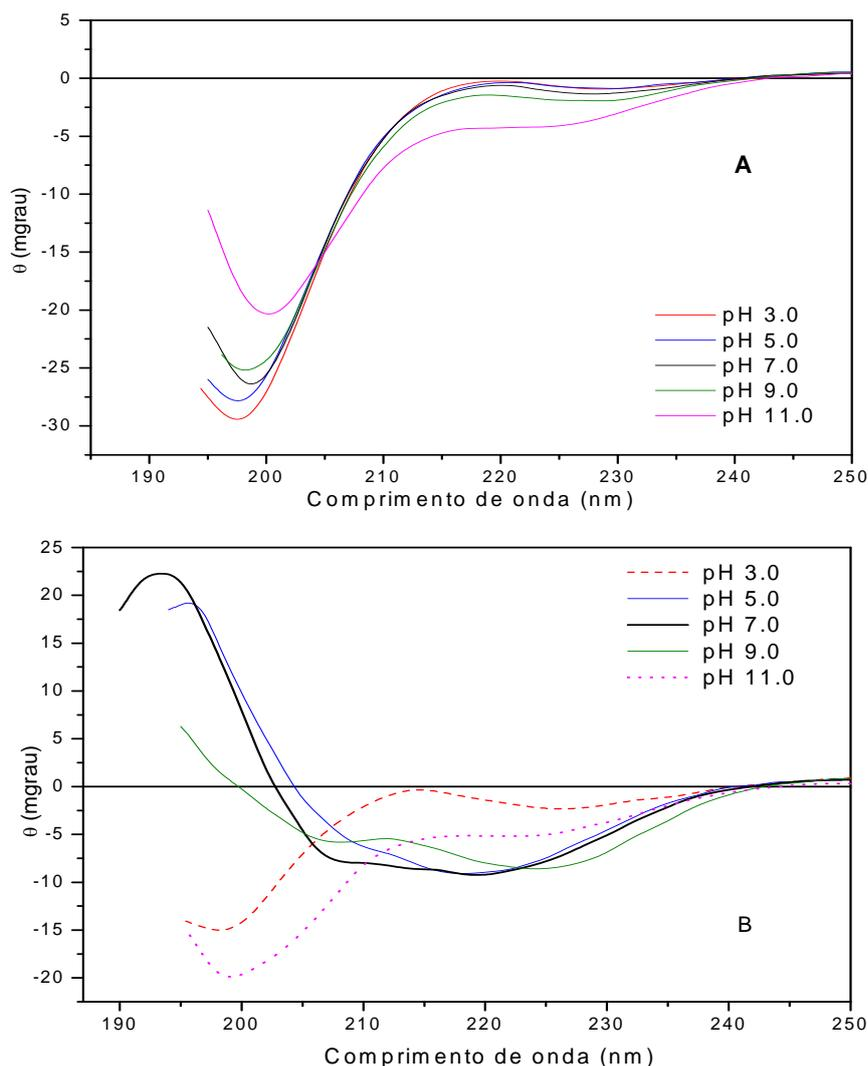 5
0
-5
-10
-15
-20
-25
-30
θ (mgrau)
A
pH 3.0
pH 5.0
pH 7.0
pH 9.0
pH 11.0
190 200 210 220 230 240 250
Comprimento de onda (nm)
25
20
15
10
5
0
-5
-10
-15
-20
θ (mgrau)
pH 3.0
pH 5.0
pH 7.0
pH 9.0
pH 11.0
B
190 200 210 220 230 240 250
Comprimento de onda (nm)